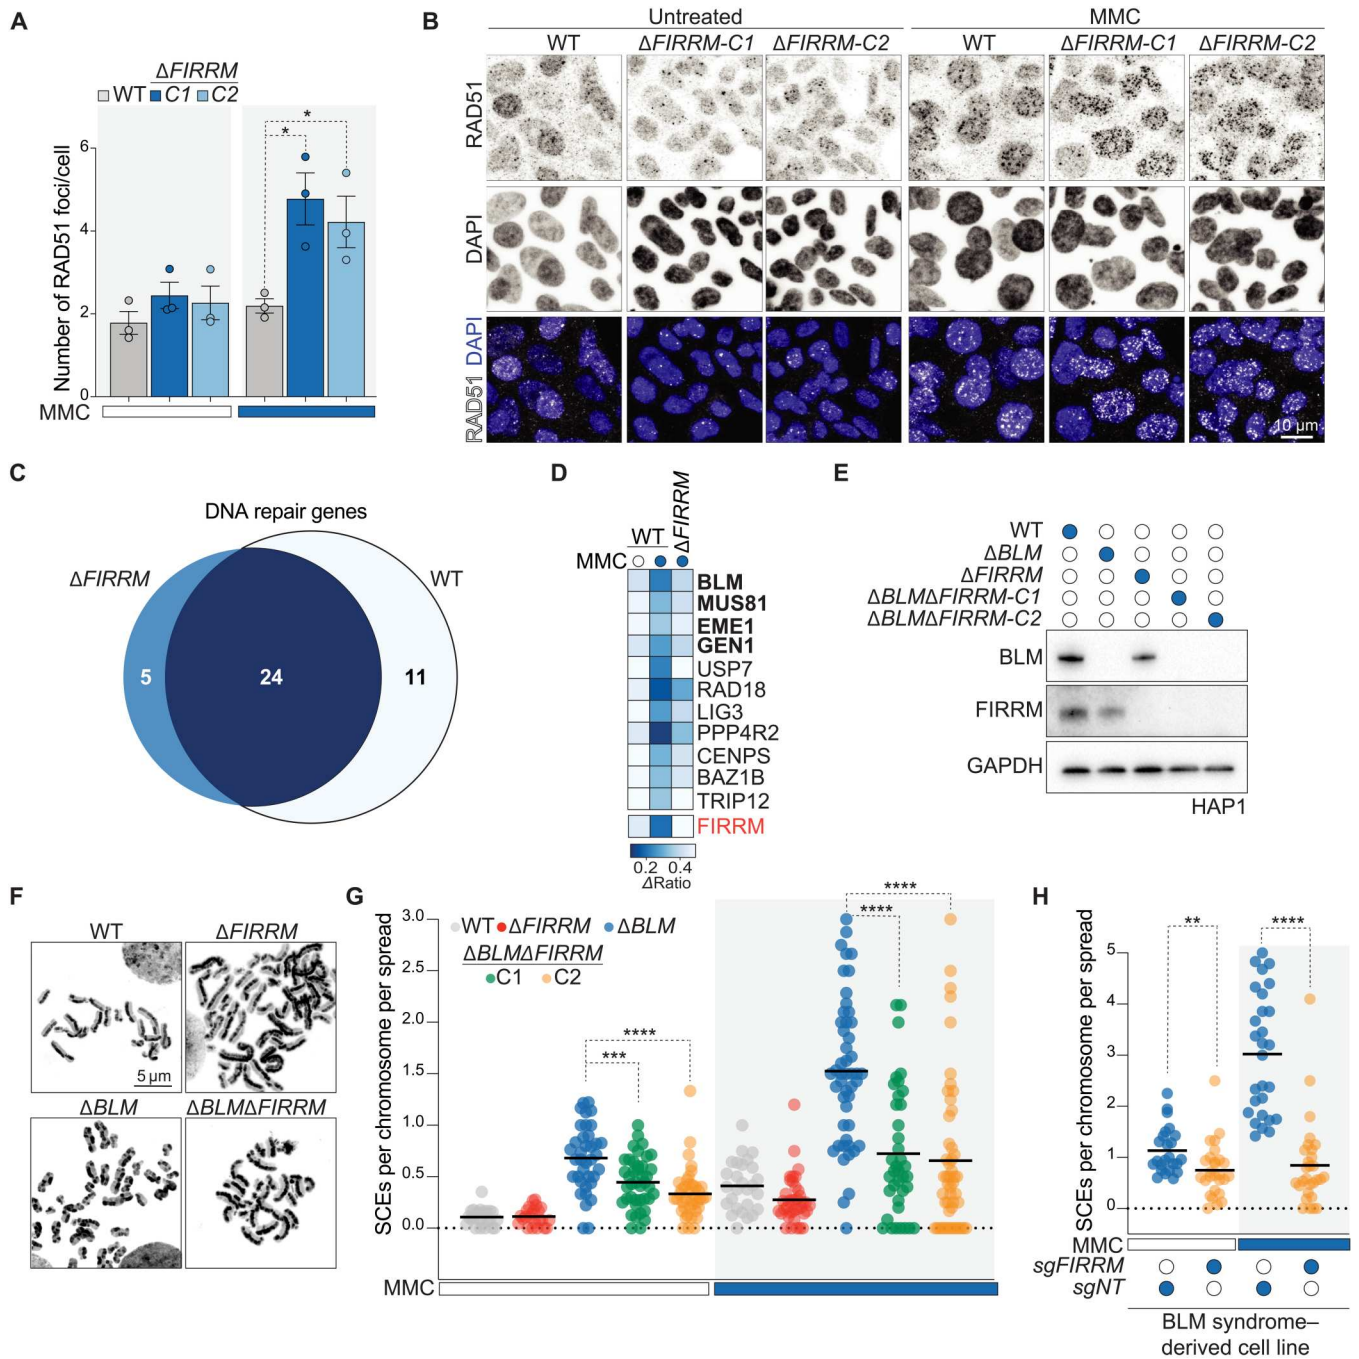 A
ΔFIRRM
WT C1 C2
Number of RAD51 foci/cell
6
4
2
0
* *
MMC
B
Untreated MMC
WT ΔFIRRM-C1 ΔFIRRM-C2 WT ΔFIRRM-C1 ΔFIRRM-C2
RAD51
DAPI
RAD51 DAPI
10 µm
C
DNA repair genes
ΔFIRRM WT
5 24 11
D
WT ΔFIRRM
MMC
BLM
MUS81
EME1
GEN1
USP7
RAD18
LIG3
PPP4R2
CENPS
BAZ1B
TRIP12
FIRRM
0.2 0.4
ΔRatio
E
WT
ΔBLM
ΔFIRRM
ΔBLMΔFIRRM-C1
ΔBLMΔFIRRM-C2
BLM
FIRRM
GAPDH
HAP1
F
WT ΔFIRRM
5 µm
ΔBLM ΔBLMΔFIRRM
G
SCEs per chromosome per spread
3.0
2.5
2.0
1.5
1.0
0.5
0.0
WT ΔFIRRM ΔBLM
ΔBLMΔFIRRM
C1 C2
*** ****
**** ****
MMC
H
SCEs per chromosome per spread
5
4
3
2
1
0
** ****
MMC
sgFIRRM
sgNT
BLM syndrome–
derived cell line